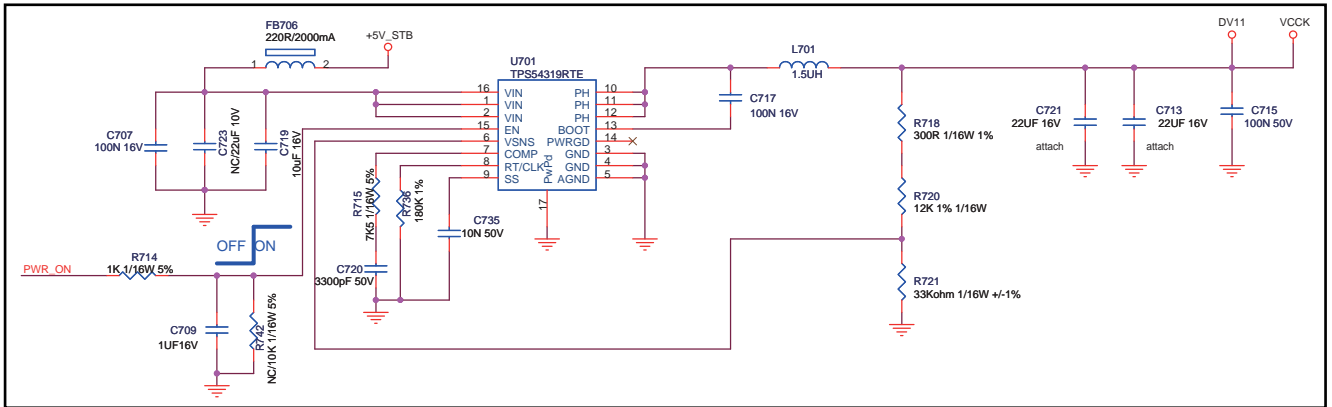 FB706
220R/2000mA
1
2
+5V_STB
U701
TPS54319RTE
L701
1.5UH
DV11
VCCK
16 VIN
1 VIN
2 VIN
15 EN
6 VSNS
7 COMP
8 RT/CLK
9 SS
PH 10
PH 11
PH 12
BOOT 13
PWRGD 14
GND 3
GND 4
AGND 5
PwPd
17
C707
100N 16V
C723
NC/22uF 10V
C719
10uF 16V
C717
100N 16V
R718
300R 1/16W 1%
R720
12K 1% 1/16W
R721
33Kohm 1/16W +/-1%
C721
22UF 16V
attach
C713
22UF 16V
attach
C715
100N 50V
R715
7K5 1/16W 5%
R736
180K 1%
C735
10N 50V
C720
3300pF 50V
OFF ON
PWR_ON
R714
1K 1/16W 5%
C709
1UF16V
R742
NC/10K 1/16W 5%